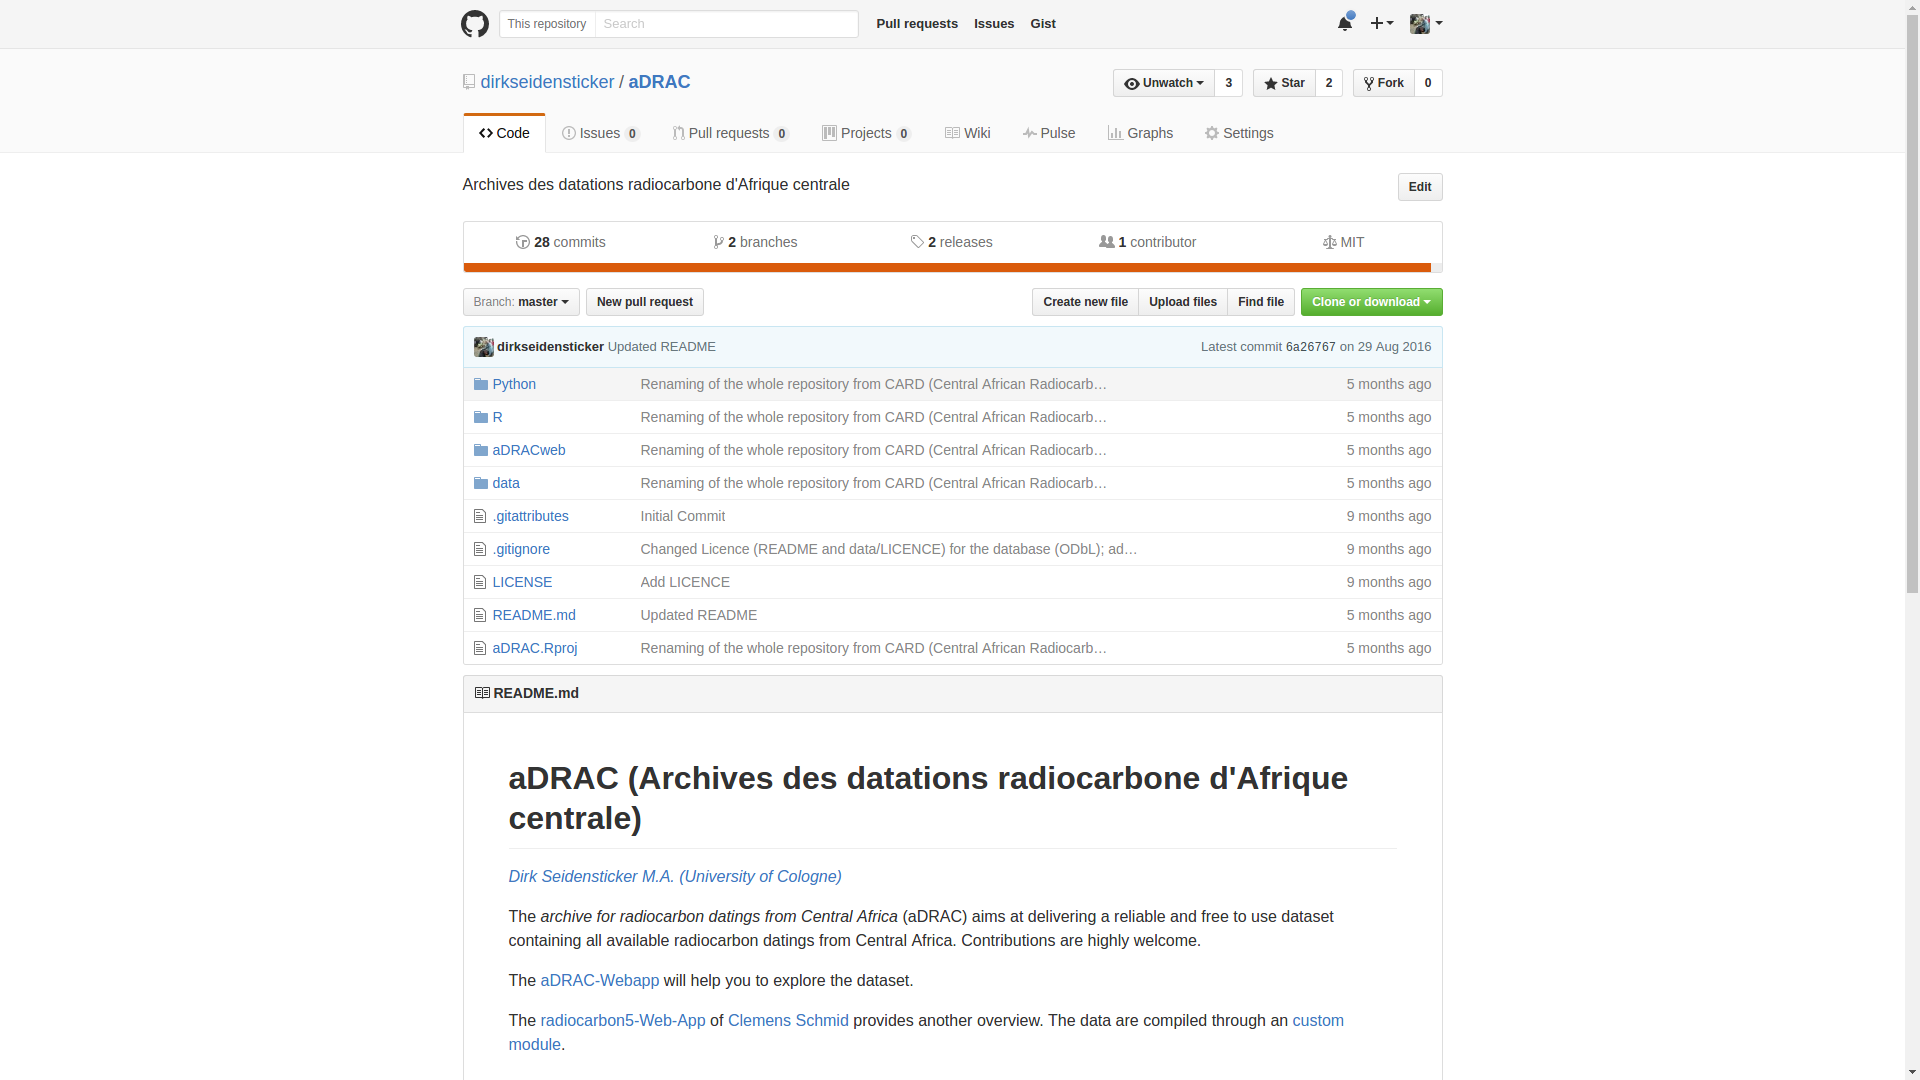 This repository Search Pull requests Issues Gist
dirkseidensticker / aDRAC Unwatch 3 Star 2 Fork 0
Code Issues 0 Pull requests 0 Projects 0 Wiki Pulse Graphs Settings
Archives des datations radiocarbone d'Afrique centrale Edit
28 commits 2 branches 2 releases 1 contributor MIT
Branch: master New pull request Create new file Upload files Find file Clone or download
dirkseidensticker Updated README Latest commit 6a26767 on 29 Aug 2016
Python Renaming of the whole repository from CARD (Central African Radiocarb… 5 months ago
R Renaming of the whole repository from CARD (Central African Radiocarb… 5 months ago
aDRACweb Renaming of the whole repository from CARD (Central African Radiocarb… 5 months ago
data Renaming of the whole repository from CARD (Central African Radiocarb… 5 months ago
.gitattributes Initial Commit 9 months ago
.gitignore Changed Licence (README and data/LICENCE) for the database (ODbL); ad… 9 months ago
LICENSE Add LICENCE 9 months ago
README.md Updated README 5 months ago
aDRAC.Rproj Renaming of the whole repository from CARD (Central African Radiocarb… 5 months ago
README.md
aDRAC (Archives des datations radiocarbone d'Afrique
centrale)
Dirk Seidensticker M.A. (University of Cologne)
The archive for radiocarbon datings from Central Africa (aDRAC) aims at delivering a reliable and free to use dataset
containing all available radiocarbon datings from Central Africa. Contributions are highly welcome.
The aDRAC-Webapp will help you to explore the dataset.
The radiocarbon5-Web-App of Clemens Schmid provides another overview. The data are compiled through an custom
module.